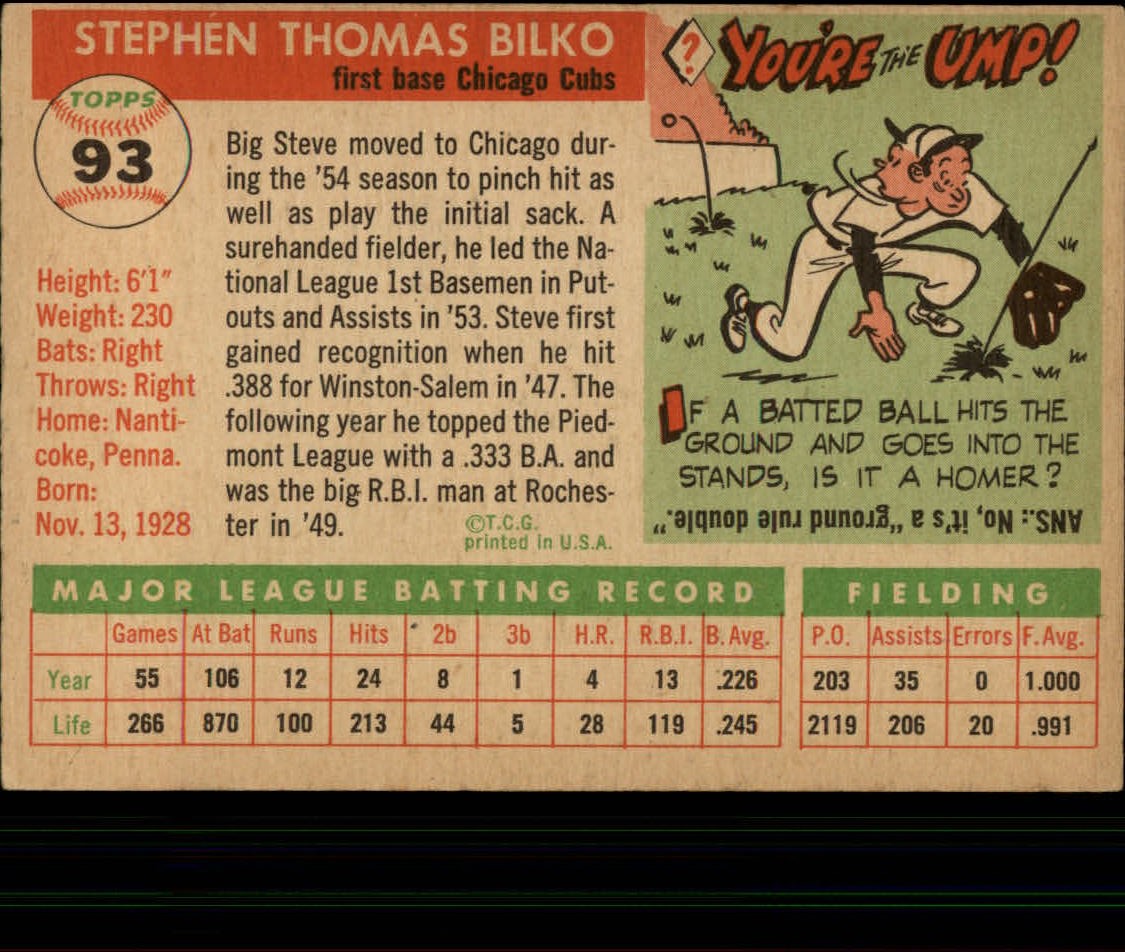 STEPHEN THOMAS BILKO
first base Chicago Cubs
TOPPS
93
Height: 6'1"
Weight: 230
Bats: Right
Throws: Right
Home: Nanti-
coke, Penna.
Born:
Nov. 13, 1928
Big Steve moved to Chicago dur-
ing the '54 season to pinch hit as
well as play the initial sack. A
surehanded fielder, he led the Na-
tional League 1st Basemen in Put-
outs and Assists in '53. Steve first
gained recognition when he hit
.388 for Winston-Salem in '47. The
following year he topped the Pied-
mont League with a .333 B.A. and
was the big R.B.I. man at Roches-
ter in '49.
©T.C.G.
printed in U.S.A.
? YOU'RE THE UMP!
IF A BATTED BALL HITS THE
GROUND AND GOES INTO THE
STANDS, IS IT A HOMER?
ANS.: No, it's a "ground rule double."
MAJOR LEAGUE BATTING RECORD
Games At Bat Runs Hits 2b 3b H.R. R.B.I. B. Avg.
Year 55 106 12 24 8 1 4 13 .226
Life 266 870 100 213 44 5 28 119 .245
FIELDING
P.O. Assists Errors F. Avg.
203 35 0 1.000
2119 206 20 .991